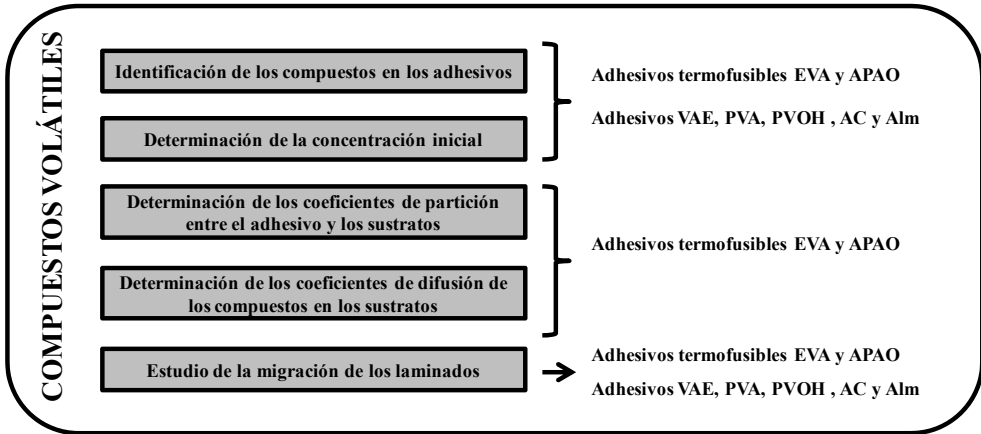 COMPUESTOS VOLÁTILES
Identificación de los compuestos en los adhesivos
Determinación de la concentración inicial
Adhesivos termofusibles EVA y APAO
Adhesivos VAE, PVA, PVOH , AC y Alm
Determinación de los coeficientes de partición
entre el adhesivo y los sustratos
Determinación de los coeficientes de difusión de
los compuestos en los sustratos
Adhesivos termofusibles EVA y APAO
Estudio de la migración de los laminados
Adhesivos termofusibles EVA y APAO
Adhesivos VAE, PVA, PVOH , AC y Alm